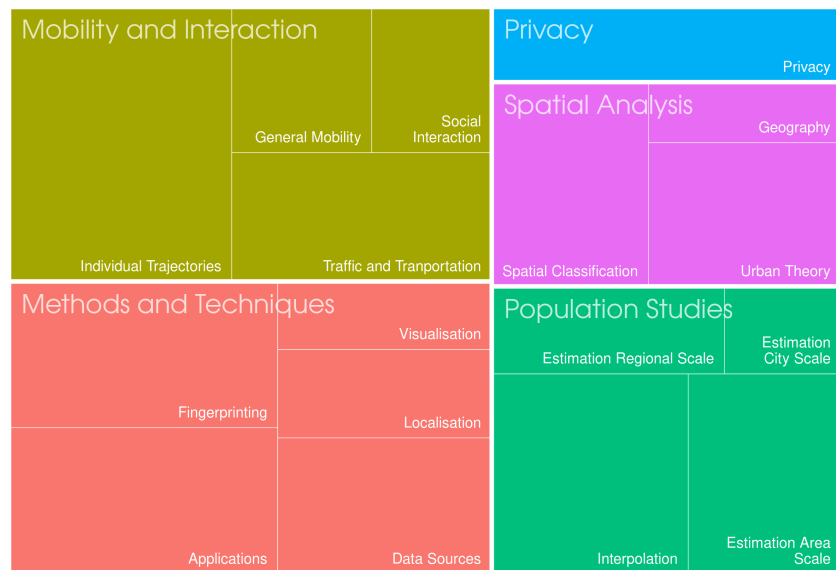 Mobility and Interaction
General Mobility
Social
Interaction
Individual Trajectories
Traffic and Tranportation
Methods and Techniques
Visualisation
Fingerprinting
Localisation
Applications
Data Sources
Privacy
Privacy
Spatial Analysis
Geography
Spatial Classification
Urban Theory
Population Studies
Estimation Regional Scale
Estimation
City Scale
Interpolation
Estimation Area
Scale